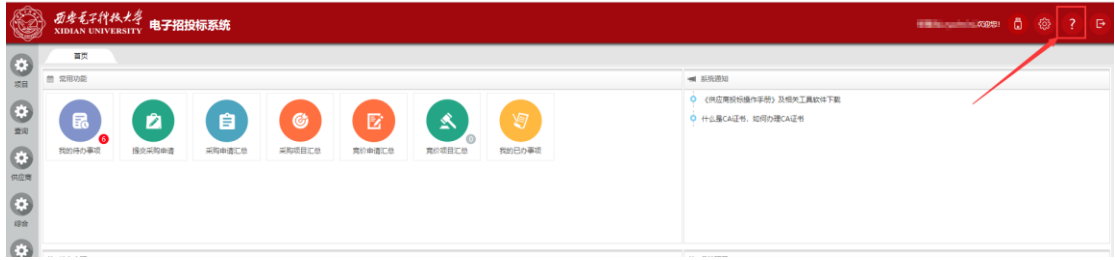 西安电子科技大学 电子招投标系统
XIDIAN UNIVERSITY
欢迎您!
?
首页
项目
查询
供应商
综合
常用功能
6
我的待办事项
提交采购申请
采购申请汇总
采购项目汇总
竞价申请汇总
0
竞价项目汇总
我的已办事项
系统通知
《供应商投标操作手册》及相关工具软件下载
什么是CA证书、如何办理CA证书